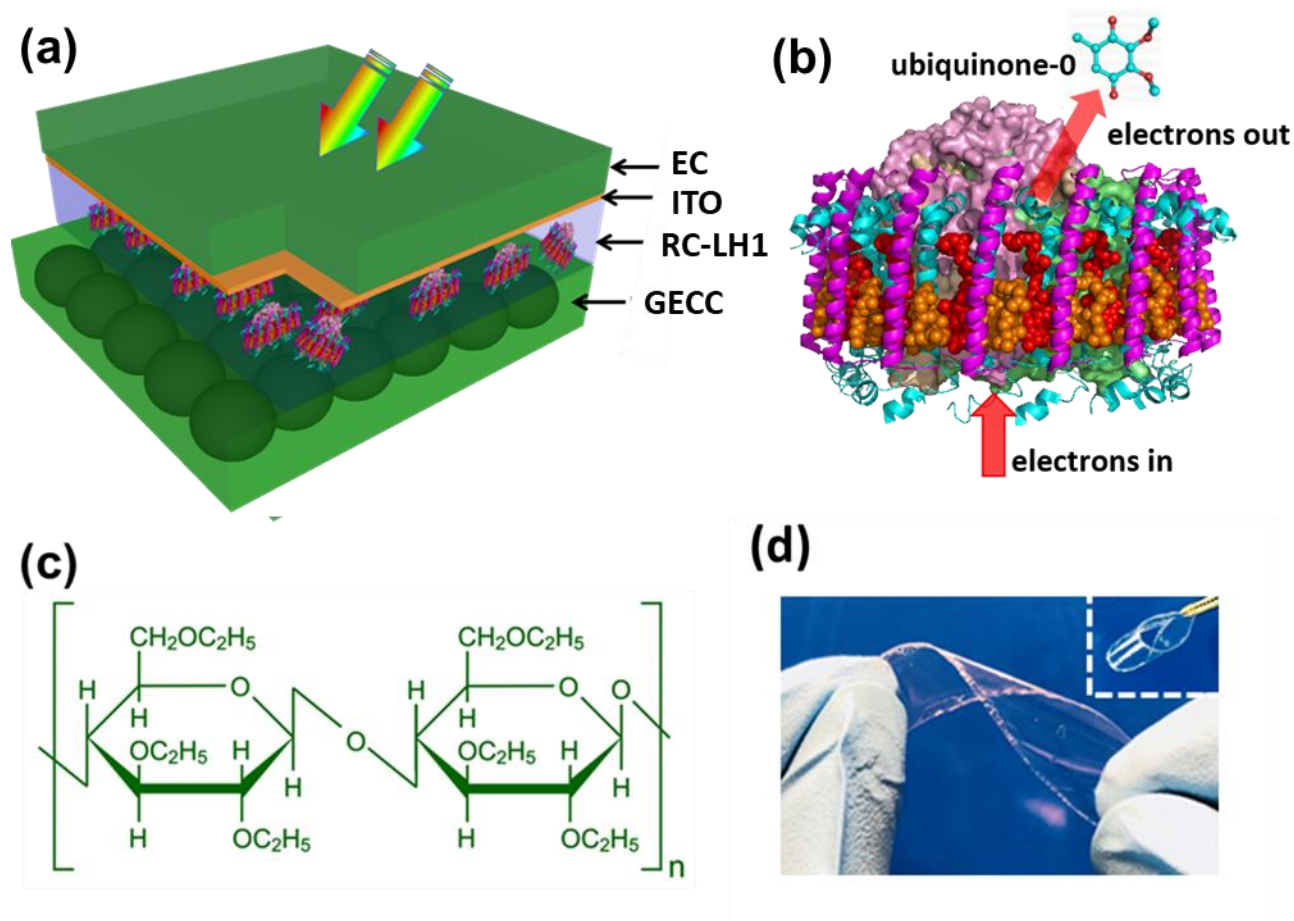 (a)
EC
ITO
RC-LH1
GECC
(b)
ubiquinone-0
electrons out
electrons in
(c)
CH₂OC₂H₅
CH₂OC₂H₅
H
O
H
O
O
H
H
OC₂H₅
H
O
OC₂H₅
H
H
H
H
OC₂H₅
H
OC₂H₅
n
(d)